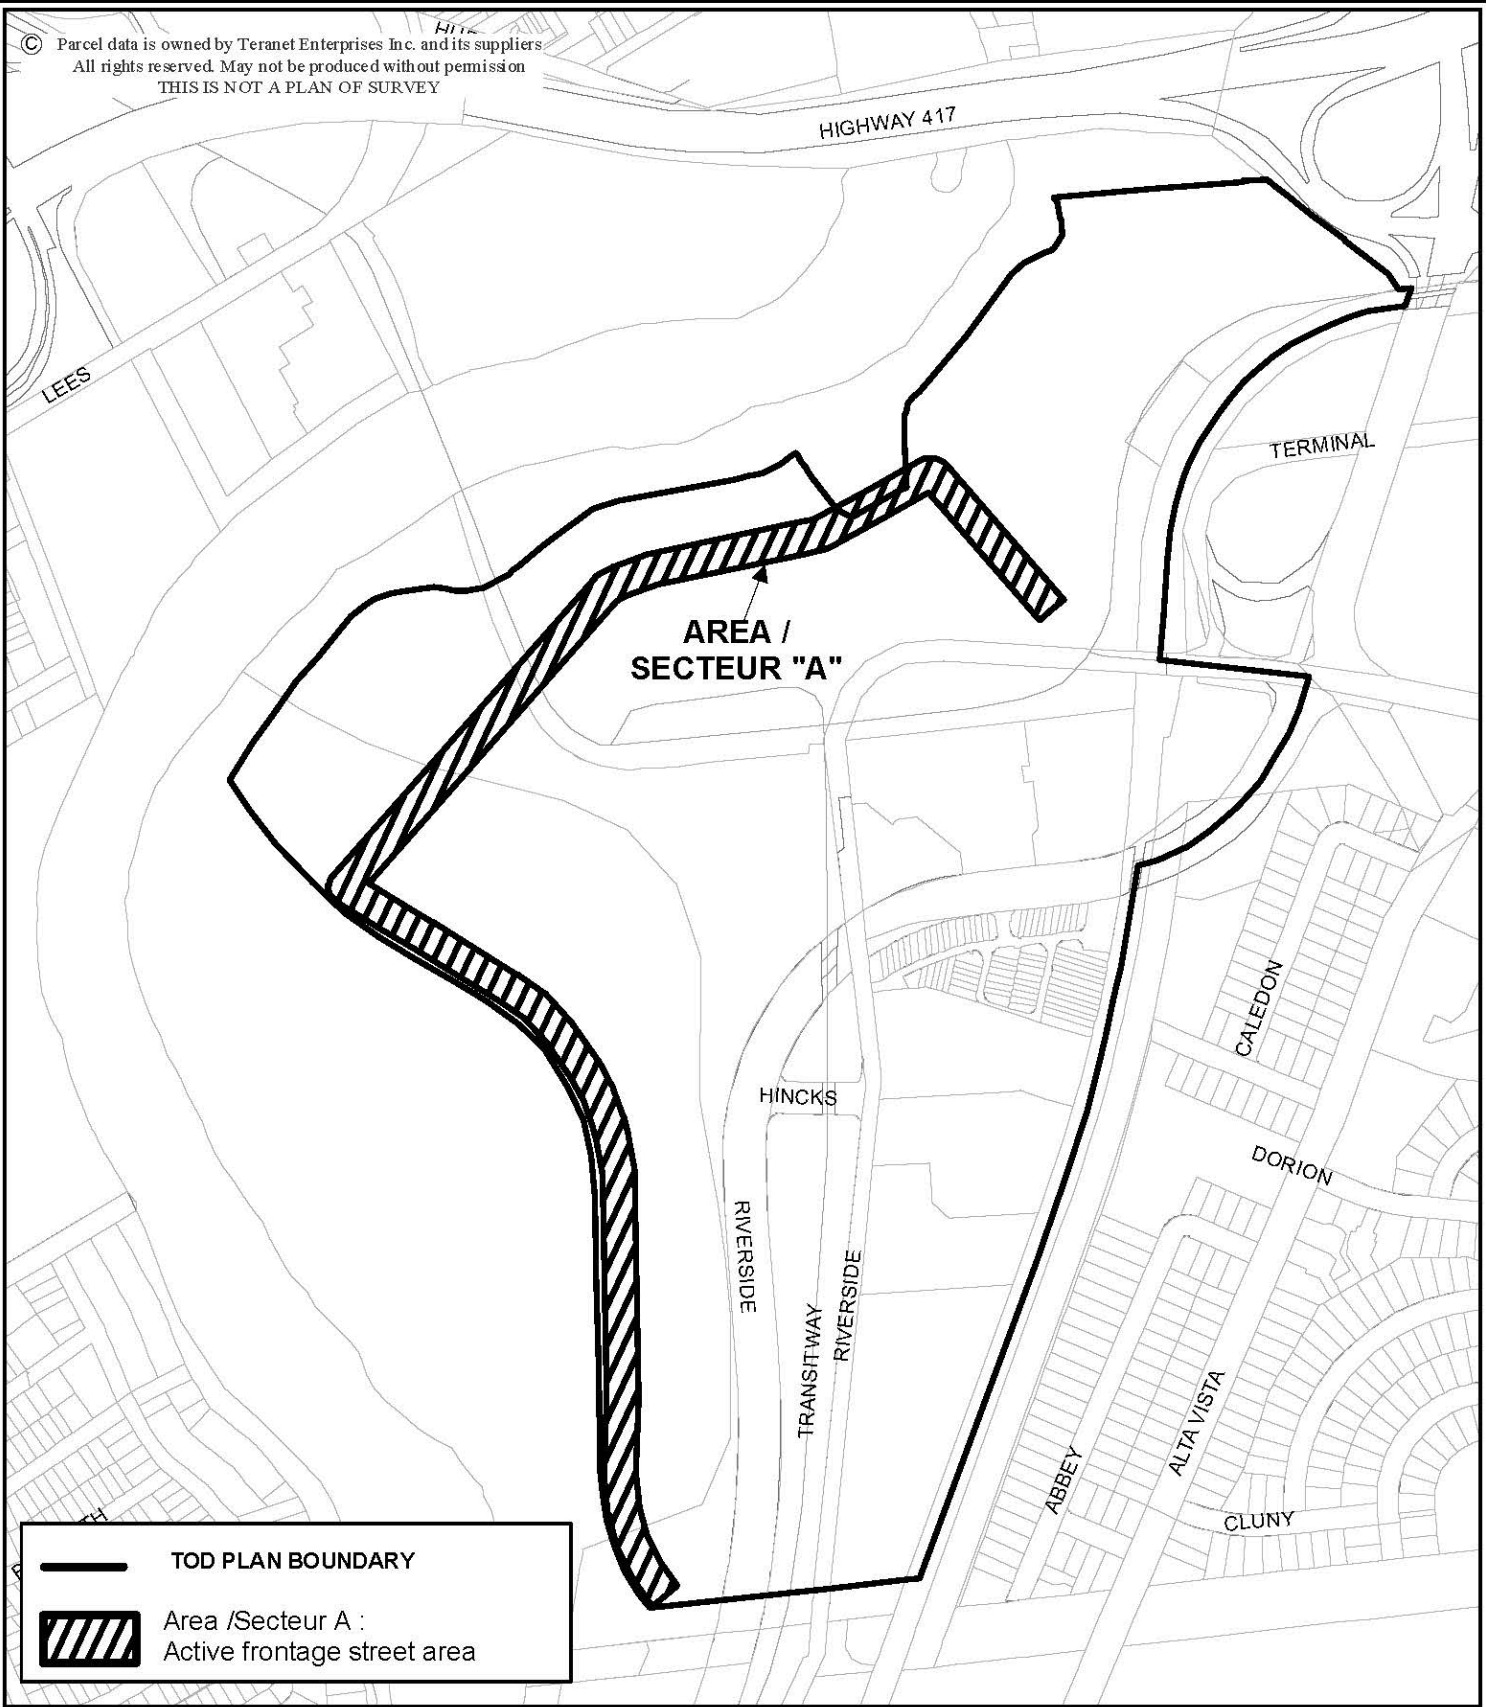 © Parcel data is owned by Teranet Enterprises Inc. and its suppliers
All rights reserved. May not be produced without permission
THIS IS NOT A PLAN OF SURVEY
HIGHWAY 417
LEES
TERMINAL
AREA /
SECTEUR "A"
CALEDON
HINCKS
DORION
RIVERSIDE
RIVERSIDE
TRANSITWAY
ALTA VISTA
ABBEY
CLUNY
TOD PLAN BOUNDARY
Area /Secteur A :
Active frontage street area